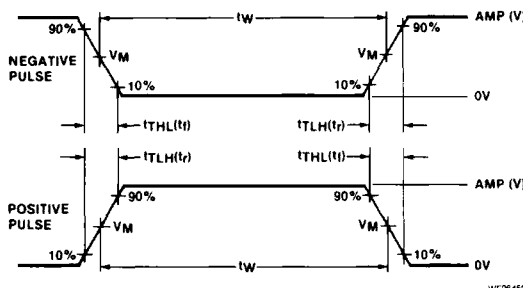 90%
tW
90%
AMP (V)
NEGATIVE
PULSE
VM
VM
10%
10%
0V
tTHL(tf)
tTLH(tr)
tTLH(tr)
tTHL(tf)
90%
90%
AMP (V)
POSITIVE
PULSE
VM
VM
10%
10%
0V
tW